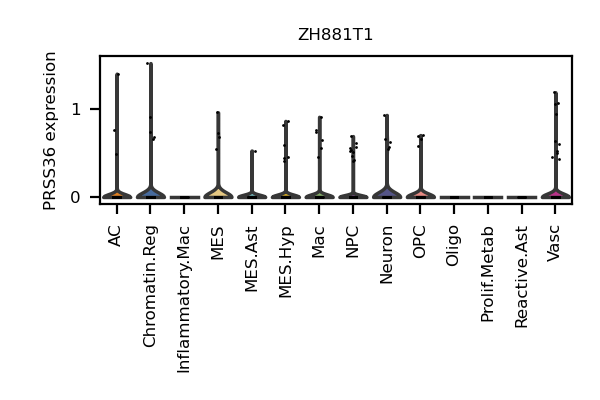 ZH881T1
PRSS36 expression
1
0
AC
Chromatin.Reg
Inflammatory.Mac
MES
MES.Ast
MES.Hyp
Mac
NPC
Neuron
OPC
Oligo
Prolif.Metab
Reactive.Ast
Vasc